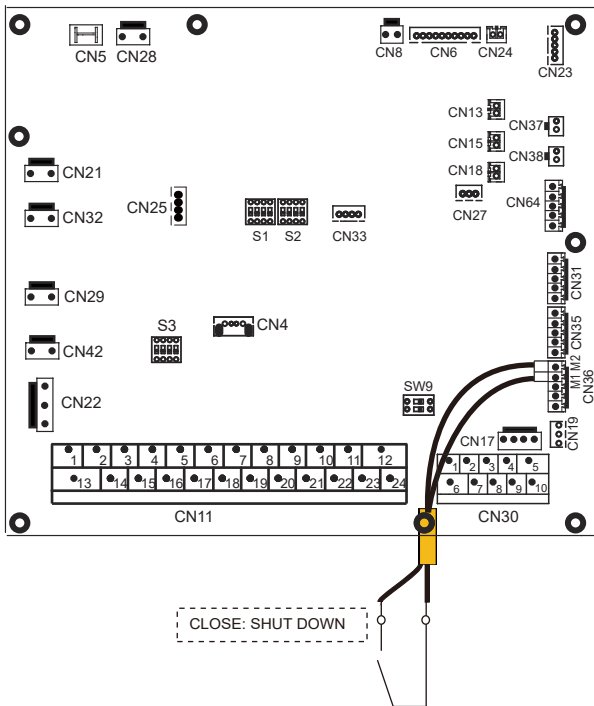 CN5
CN28
CN8
CN6
CN24
CN23
CN13
CN37
CN15
CN38
CN18
CN21
CN25
CN32
S1
S2
CN33
CN27
CN64
CN31
CN29
CN4
CN35
S3
CN42
M1 M2
CN36
CN22
SW9
CN17
CN19
1 2 3 4 5 6 7 8 9 10 11 12
13 14 15 16 17 18 19 20 21 22 23 24
CN11
1 2 3 4 5
6 7 8 9 10
CN30
CLOSE: SHUT DOWN